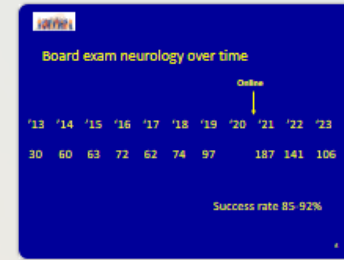 Board exam neurology over time
Online
'13 '14 '15 '16 '17 '18 '19 '20 '21 '22 '23
30 60 63 72 62 74 97 187 141 106
Success rate 85-92%